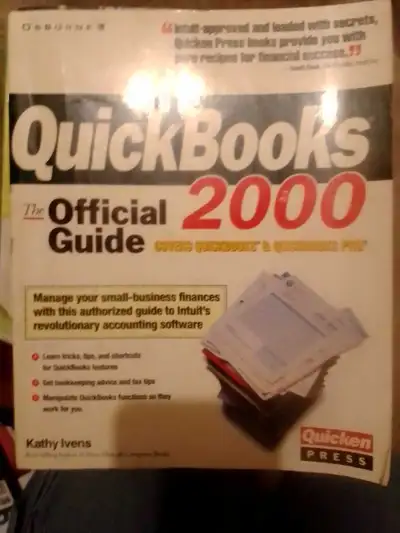 OSBORNE
"Intuit-approved and loaded with secrets,
Quicken Press books provide you with
pure recipes for financial success."
QuickBooks
2000
The Official
Guide
COVERS QUICKBOOKS & QUICKBOOKS PRO
Manage your small-business finances
with this authorized guide to Intuit's
revolutionary accounting software
Learn tricks, tips, and shortcuts
for QuickBooks features
Get bookkeeping advice and tax tips
Manipulate QuickBooks functions so they
work for you.
Kathy Ivens
Quicken
PRESS